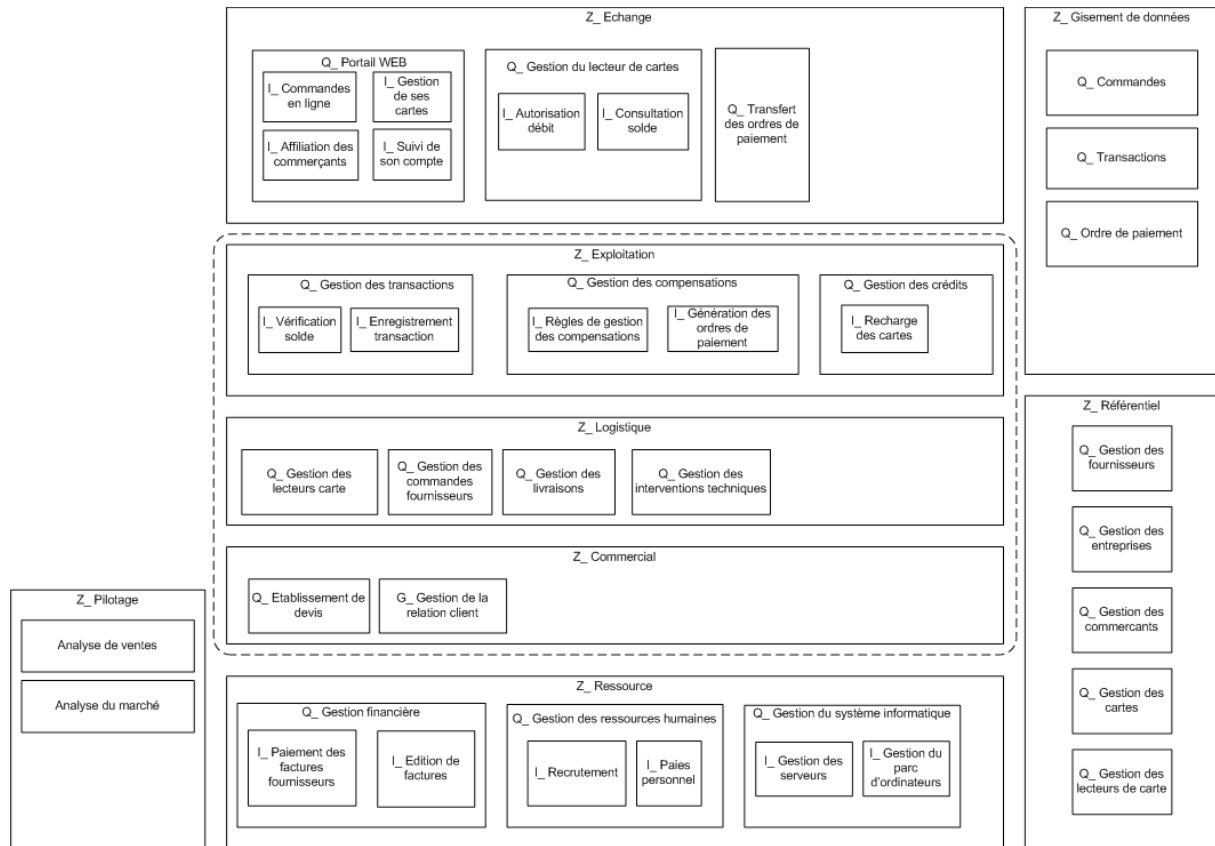 Z_ Echange
Q_ Portail WEB
I_ Commandes
en ligne
I_ Gestion
de ses
cartes
I_ Affiliation des
commerçants
I_ Suivi de
son compte
Q_ Gestion du lecteur de cartes
I_ Autorisation
débit
I_ Consultation
solde
Q_ Transfert
des ordres de
paiement
Z_ Gisement de données
Q_ Commandes
Q_ Transactions
Q_ Ordre de paiement
Z_ Exploitation
Q_ Gestion des transactions
I_ Vérification
solde
I_ Enregistrement
transaction
Q_ Gestion des compensations
I_ Règles de gestion
des compensations
I_ Génération des
ordres de
paiement
Q_ Gestion des crédits
I_ Recharge
des cartes
Z_ Logistique
Q_ Gestion des
lecteurs carte
Q_ Gestion des
commandes
fournisseurs
Q_ Gestion des
livraisons
Q_ Gestion des
interventions techniques
Z_ Commercial
Q_ Etablissement de
devis
G_ Gestion de la
relation client
Z_ Référentiel
Q_ Gestion des
fournisseurs
Q_ Gestion des
entreprises
Q_ Gestion des
commercants
Q_ Gestion des
cartes
Q_ Gestion des
lecteurs de carte
Z_ Pilotage
Analyse de ventes
Analyse du marché
Z_ Ressource
Q_ Gestion financière
I_ Paiement des
factures
fournisseurs
I_ Edition de
factures
Q_ Gestion des ressources humaines
I_ Recrutement
I_ Paies
personnel
Q_ Gestion du système informatique
I_ Gestion des
serveurs
I_ Gestion du
parc
d'ordinateurs